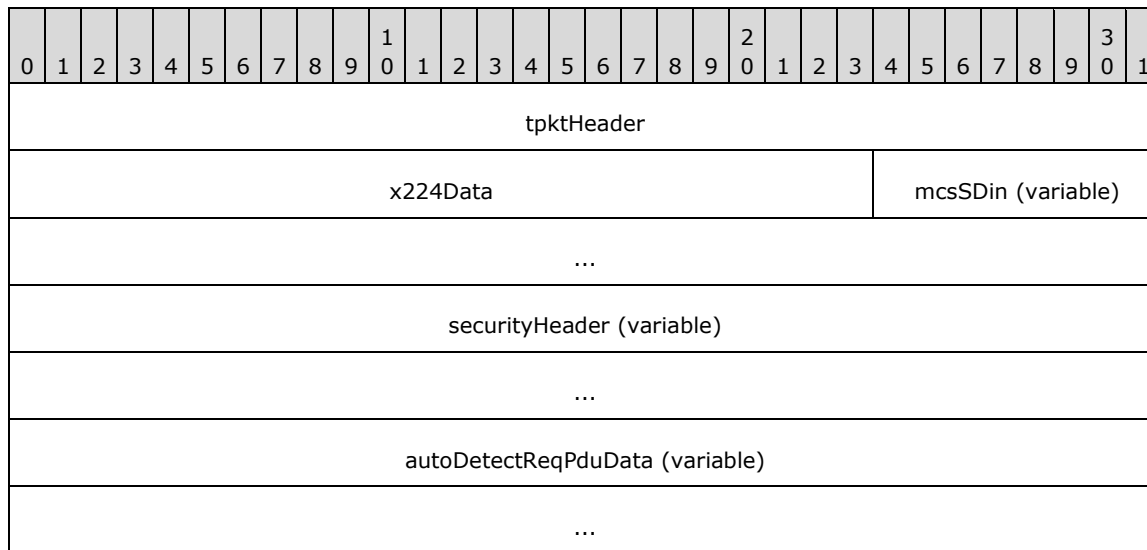 1 2 3
0 1 2 3 4 5 6 7 8 9 0 1 2 3 4 5 6 7 8 9 0 1 2 3 4 5 6 7 8 9 0 1
tpktHeader
x224Data mcsSDin (variable)
...
securityHeader (variable)
...
autoDetectReqPduData (variable)
...